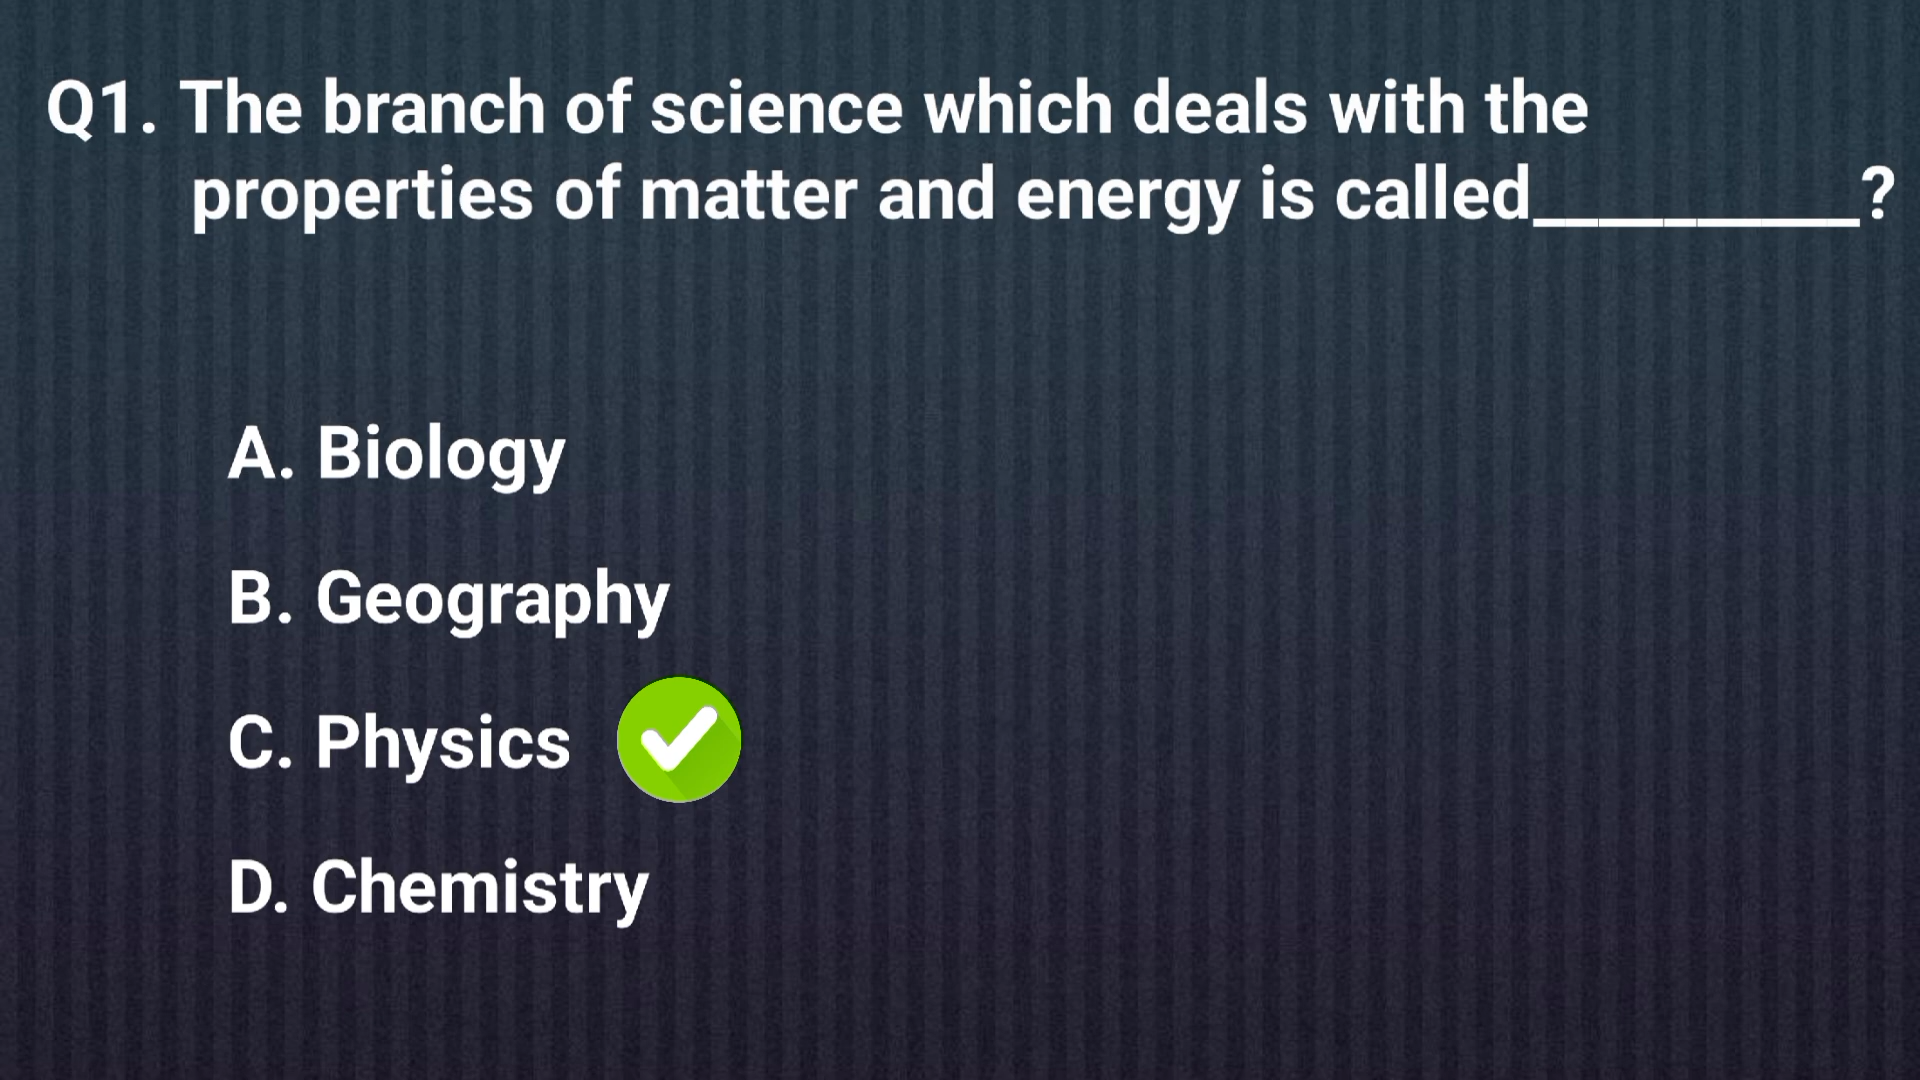 Q1. The branch of science which deals with the
properties of matter and energy is called__________?
A. Biology
B. Geography
C. Physics
D. Chemistry